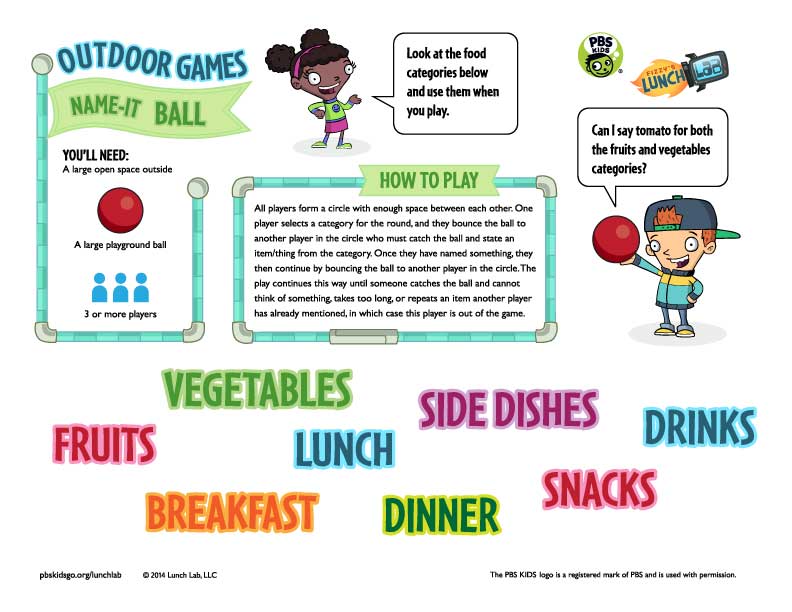 OUTDOOR GAMES
NAME-IT BALL
YOU'LL NEED:
A large open space outside
A large playground ball
3 or more players
Look at the food
categories below
and use them when
you play.
PBS
KIDS
®
FIZZY'S
LUNCH
LAB
Can I say tomato for both
the fruits and vegetables
categories?
HOW TO PLAY
All players form a circle with enough space between each other. One
player selects a category for the round, and they bounce the ball to
another player in the circle who must catch the ball and state an
item/thing from the category. Once they have named something, they
then continue by bouncing the ball to another player in the circle. The
play continues this way until someone catches the ball and cannot
think of something, takes too long, or repeats an item another player
has already mentioned, in which case this player is out of the game.
VEGETABLES
SIDE DISHES
DRINKS
FRUITS
LUNCH
SNACKS
BREAKFAST
DINNER
pbskidsgo.org/lunchlab
© 2014 Lunch Lab, LLC
The PBS KIDS logo is a registered mark of PBS and is used with permission.